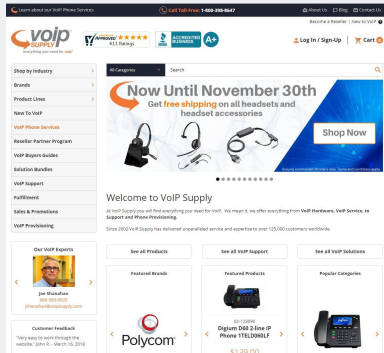 Learn about our VoIP Phone Services
Call Toll-Free: 1-800-398-8647
About Us
Blog
Contact Us
Become a Reseller
New to VoIP
voip
SUPPLY
everything you need for voip
APPROVED
611 Ratings
ACCREDITED
BUSINESS
A+
Log In / Sign-Up
Cart 0
Shop by Industry
Brands
Product Lines
New To VoIP
VoIP Phone Services
Reseller Partner Program
VoIP Buyers Guides
Solution Bundles
VoIP Support
Fulfillment
Sales & Promotions
VoIP Provisioning
All Categories
Search
Now Until November 30th
Get free shipping on all headsets and
headset accessories
Shop Now
Welcome to VoIP Supply
At VoIP Supply you will find everything you need for VoIP. We mean it, we offer everything from VoIP Hardware, VoIP Service, to
Support and Phone Provisioning.
Since 2002 VoIP Supply has delivered unparalleled service and expertise to over 125,000 customers worldwide.
See all Products
See all VoIP Support
See all VoIP Solutions
Our VoIP Experts
Joe Shanahan
jshanahan@voipsupply.com
Customer Feedback
"Very easy to work through the
website." John R. - March 16, 2018
Featured Brands
Polycom
Featured Products
Digium D60 2-line IP
Phone 1TELD060LF
$139.00
Popular Categories